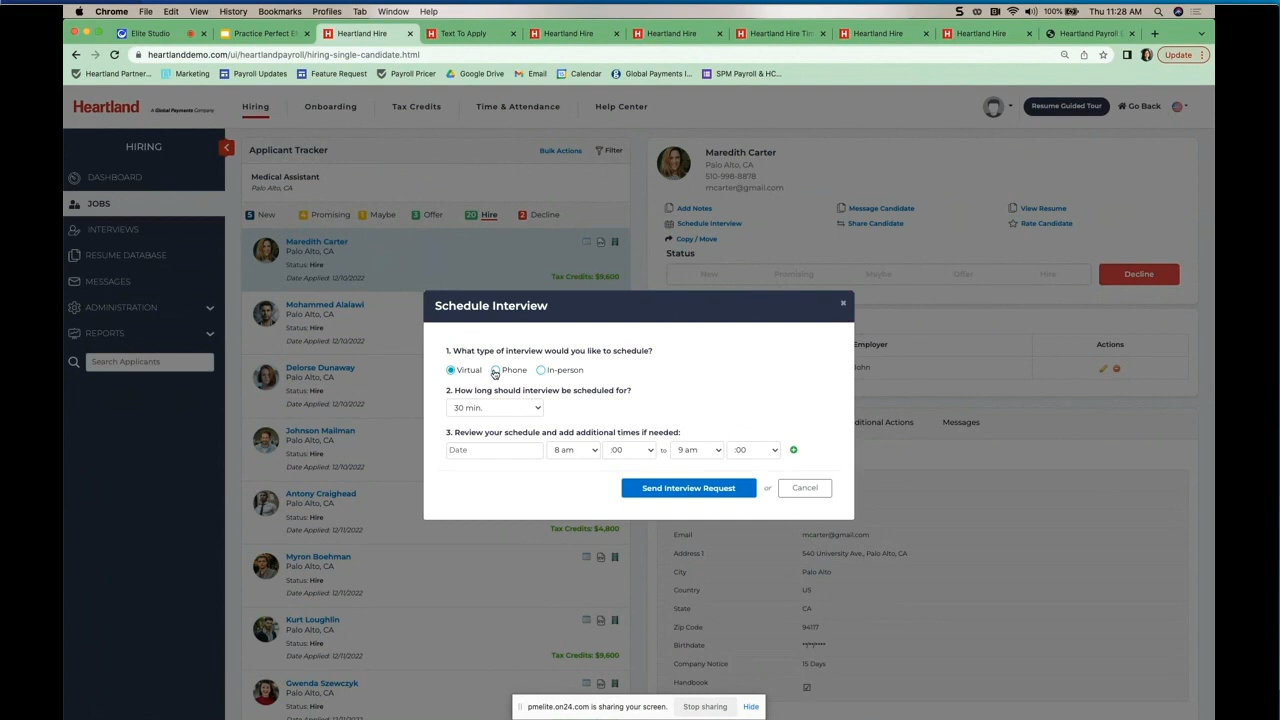 Chrome File Edit View History Bookmarks Profiles Tab Window Help 100% Thu 11:28 AM
Elite Studio Practice Perfect E Heartland Hire Text To Apply Heartland Hire Heartland Hire Heartland Hire Tim Heartland Hire Heartland Hire Heartland Payroll
heartlanddemo.com/ui/heartlandpayroll/hiring-single-candidate.html Update
Heartland Partner... Marketing Payroll Updates Feature Request Payroll Pricer Google Drive Email Calendar Global Payments I... SPM Payroll & HC...
Heartland A Global Payments Company Hiring Onboarding Tax Credits Time & Attendance Help Center Resume Guided Tour Go Back
HIRING
DASHBOARD
JOBS
INTERVIEWS
RESUME DATABASE
MESSAGES
ADMINISTRATION
REPORTS
Search Applicants
Applicant Tracker Bulk Actions Filter
Medical Assistant
Palo Alto, CA
5 New 4 Promising 1 Maybe 3 Offer 20 Hire 2 Decline
Maredith Carter
Palo Alto, CA
Status: Hire
Date Applied: 12/10/2022 Tax Credits: $9,600
Mohammed Alalawi
Palo Alto, CA
Status: Hire
Date Applied: 12/10/2022
Delorse Dunaway
Palo Alto, CA
Status: Hire
Date Applied: 12/10/2022
Johnson Mailman
Palo Alto, CA
Status: Hire
Date Applied: 12/10/2022
Antony Craighead
Palo Alto, CA
Status: Hire
Date Applied: 12/11/2022 Tax Credits: $4,800
Myron Boehman
Palo Alto, CA
Status: Hire
Date Applied: 12/11/2022
Kurt Loughlin
Palo Alto, CA
Status: Hire
Date Applied: 12/11/2022 Tax Credits: $9,600
Gwenda Szewczyk
Palo Alto, CA
Status: Hire
Maredith Carter
Palo Alto, CA
510-998-8878
mcarter@gmail.com
Add Notes Message Candidate View Resume
Schedule Interview Share Candidate Rate Candidate
Copy / Move
Status
New Promising Maybe Offer Hire Decline
Employer Actions
John
Additional Actions Messages
Email mcarter@gmail.com
Address 1 540 University Ave., Palo Alto, CA
City Palo Alto
Country US
State CA
Zip Code 94117
Birthdate **/**/****
Company Notice 15 Days
Handbook
Schedule Interview ×
1. What type of interview would you like to schedule?
Virtual Phone In-person
2. How long should interview be scheduled for?
30 min.
3. Review your schedule and add additional times if needed:
Date 8 am :00 to 9 am :00
Send Interview Request or Cancel
pmelite.on24.com is sharing your screen. Stop sharing Hide